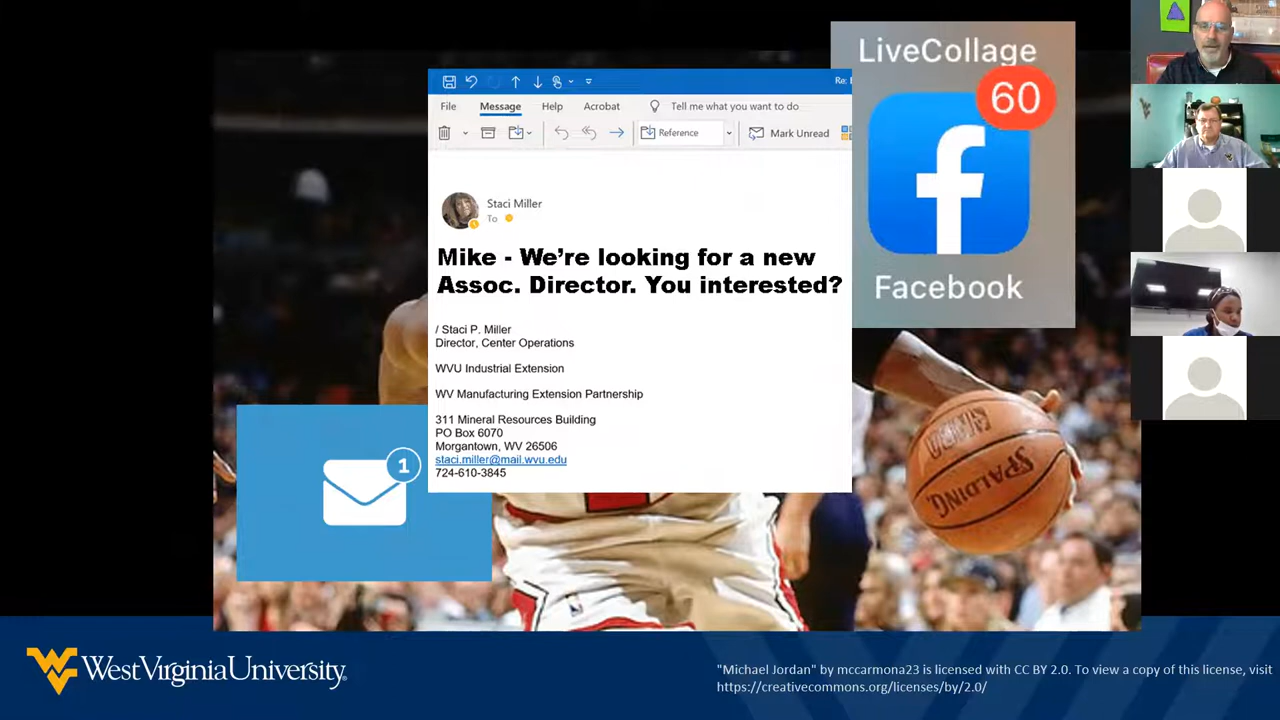 LiveCollage
60
Facebook
Re:
File Message Help Acrobat Tell me what you want to do
Reference Mark Unread
Staci Miller
To
Mike - We're looking for a new
Assoc. Director. You interested?
/ Staci P. Miller
Director, Center Operations
WVU Industrial Extension
WV Manufacturing Extension Partnership
311 Mineral Resources Building
PO Box 6070
Morgantown, WV 26506
staci.miller@mail.wvu.edu
724-610-3845
1
SPALDING
West Virginia University.
"Michael Jordan" by mccarmona23 is licensed with CC BY 2.0. To view a copy of this license, visit
https://creativecommons.org/licenses/by/2.0/